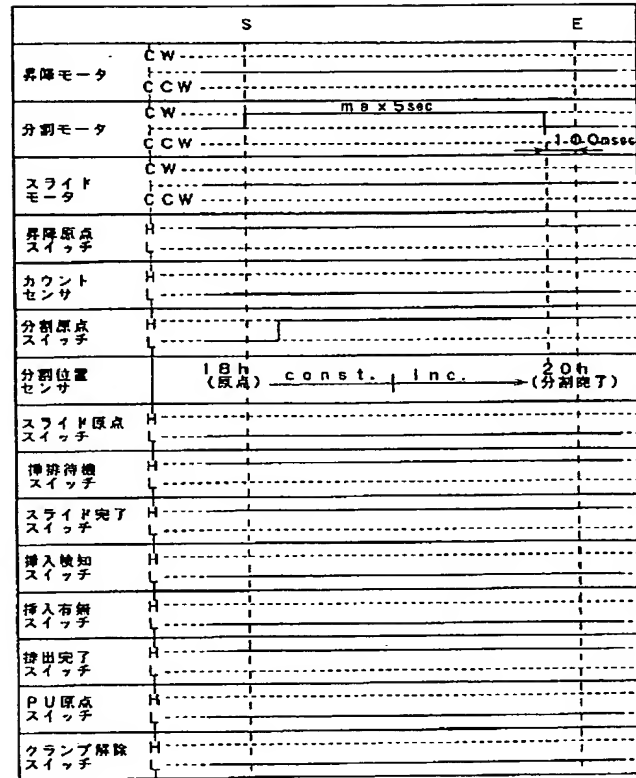 S E
昇降モータ CW
CCW
分割モータ CW max 5sec
CCW 100msec
スライド CW
モータ CCW
昇降原点 H
スイッチ L
カウント H
センサ L
分割原点 H
スイッチ L
分割位置 18h const. inc. 20h
センサ (原点) (分割完了)
スライド原点 H
スイッチ L
挿排待機 H
スイッチ L
スライド完了 H
スイッチ L
挿入検知 H
スイッチ L
挿入有無 H
スイッチ L
排出完了 H
スイッチ L
PU原点 H
スイッチ L
クランプ解除 H
スイッチ L